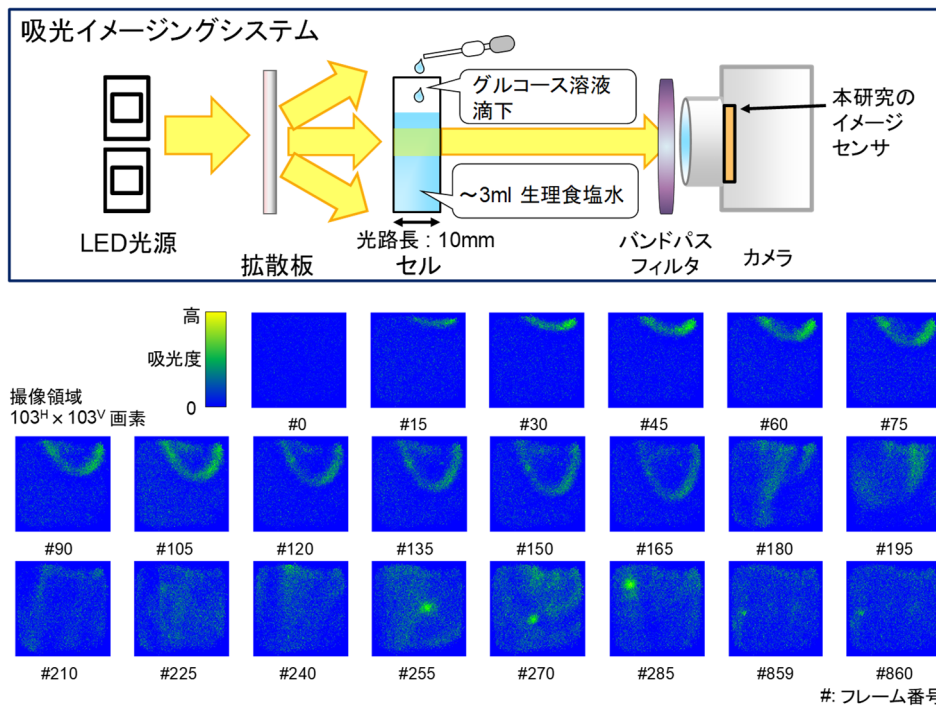 吸光イメージングシステム
グルコース溶液
滴下
本研究の
イメージ
センサ
~3ml 生理食塩水
LED光源
拡散板
光路長 : 10mm
セル
バンドパス
フィルタ
カメラ
高
吸光度
0
撮像領域
103ᴴ × 103ⱽ 画素
#0
#15
#30
#45
#60
#75
#90
#105
#120
#135
#150
#165
#180
#195
#210
#225
#240
#255
#270
#285
#859
#860
#: フレーム番号